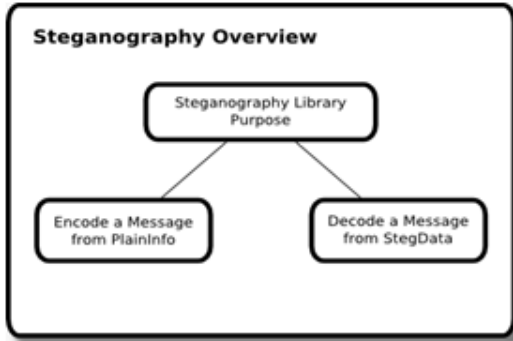 Steganography Overview
Steganography Library
Purpose
Encode a Message
from PlainInfo
Decode a Message
from StegData